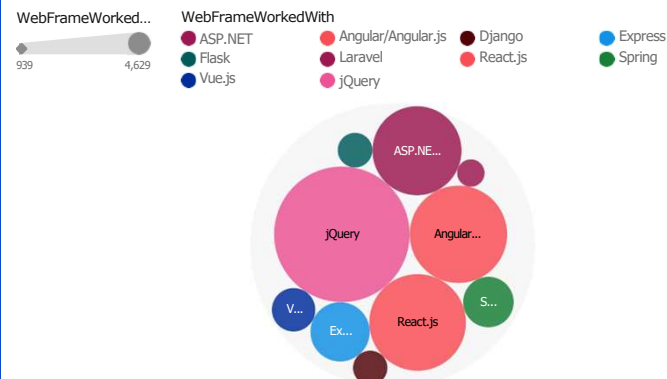 WebFrameWorked...
939 4,629
WebFrameWorkedWith
ASP.NET Angular/Angular.js Django Express
Flask Laravel React.js Spring
Vue.js jQuery
ASP.NE...
jQuery Angular...
V... Ex... React.js S...